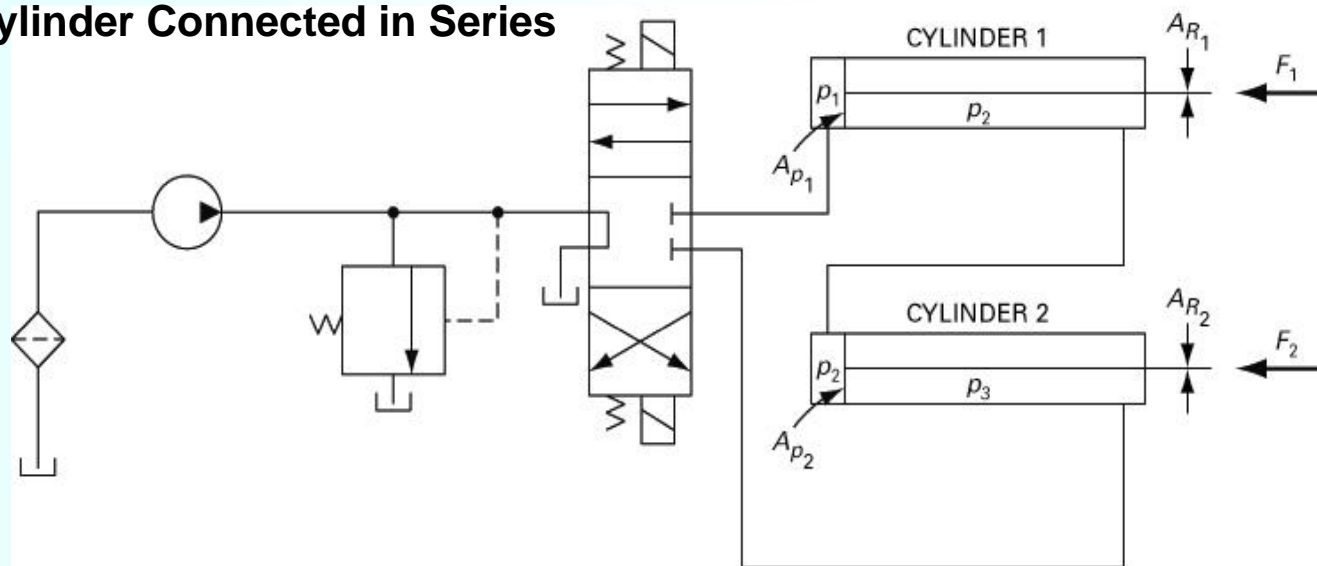 ylinder Connected in Series
CYLINDER 1
A_R₁
F₁
p₁
p₂
A_p₁
CYLINDER 2
A_R₂
F₂
p₂
p₃
A_p₂